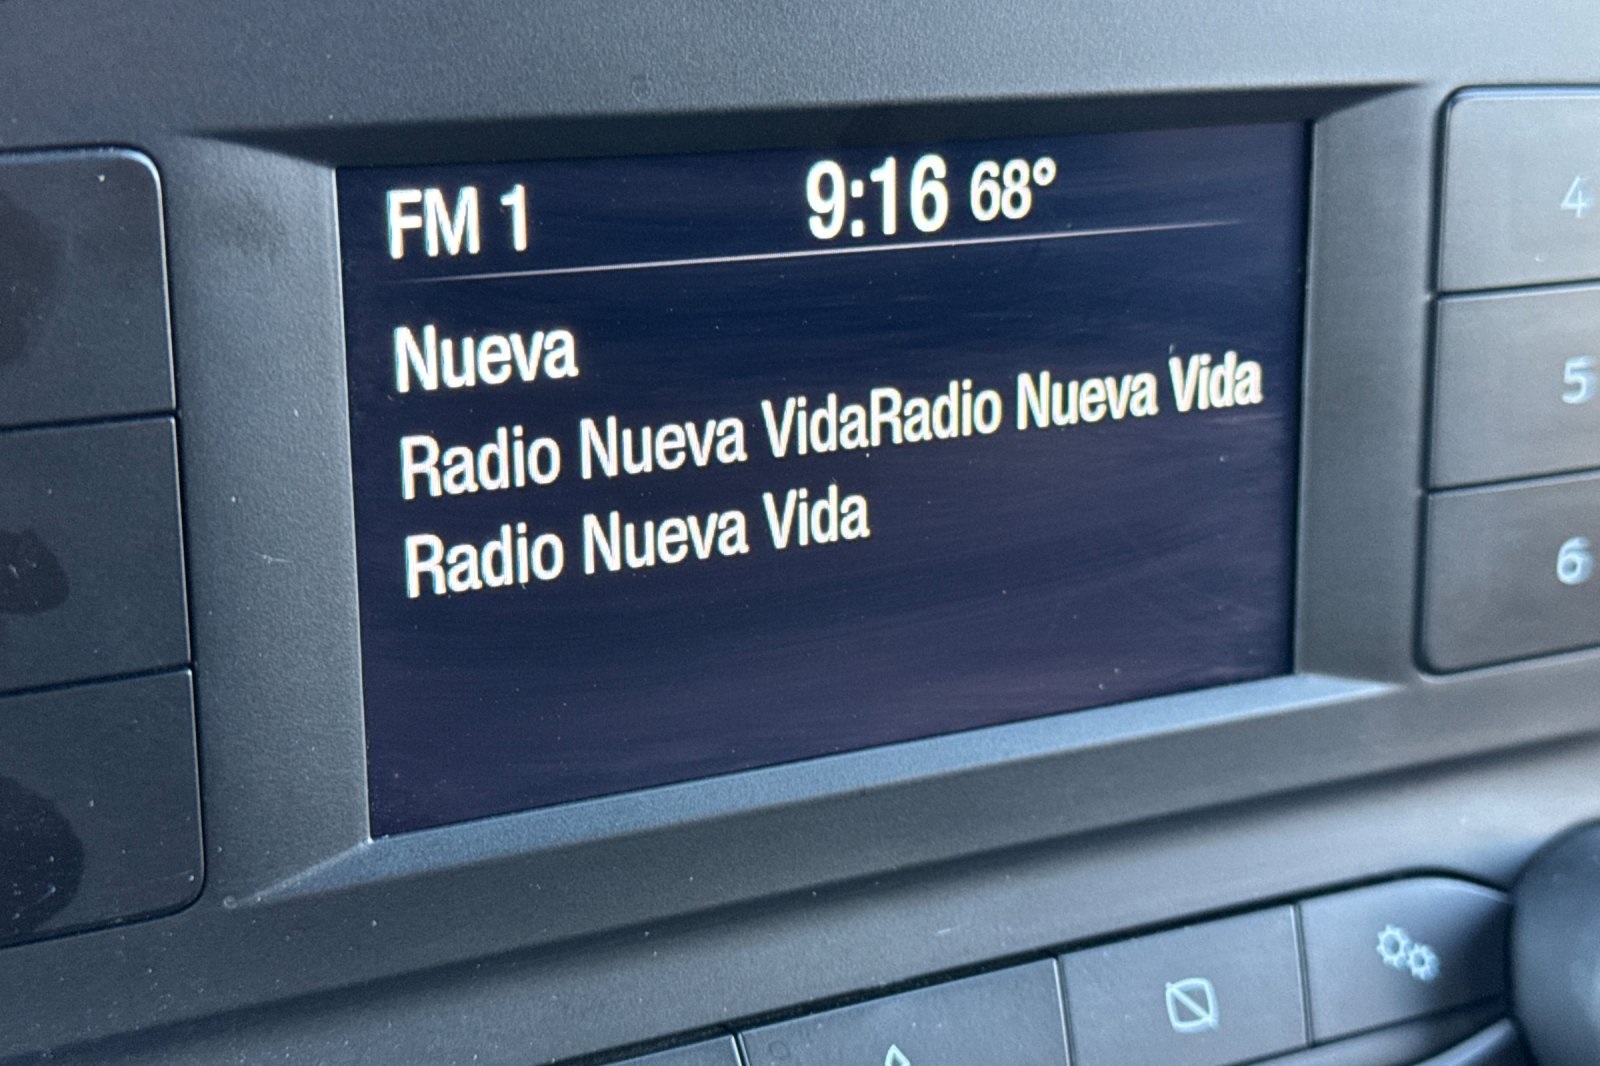 FM 1 9:16 68°
Nueva
Radio Nueva VidaRadio Nueva Vida
Radio Nueva Vida
4
5
6